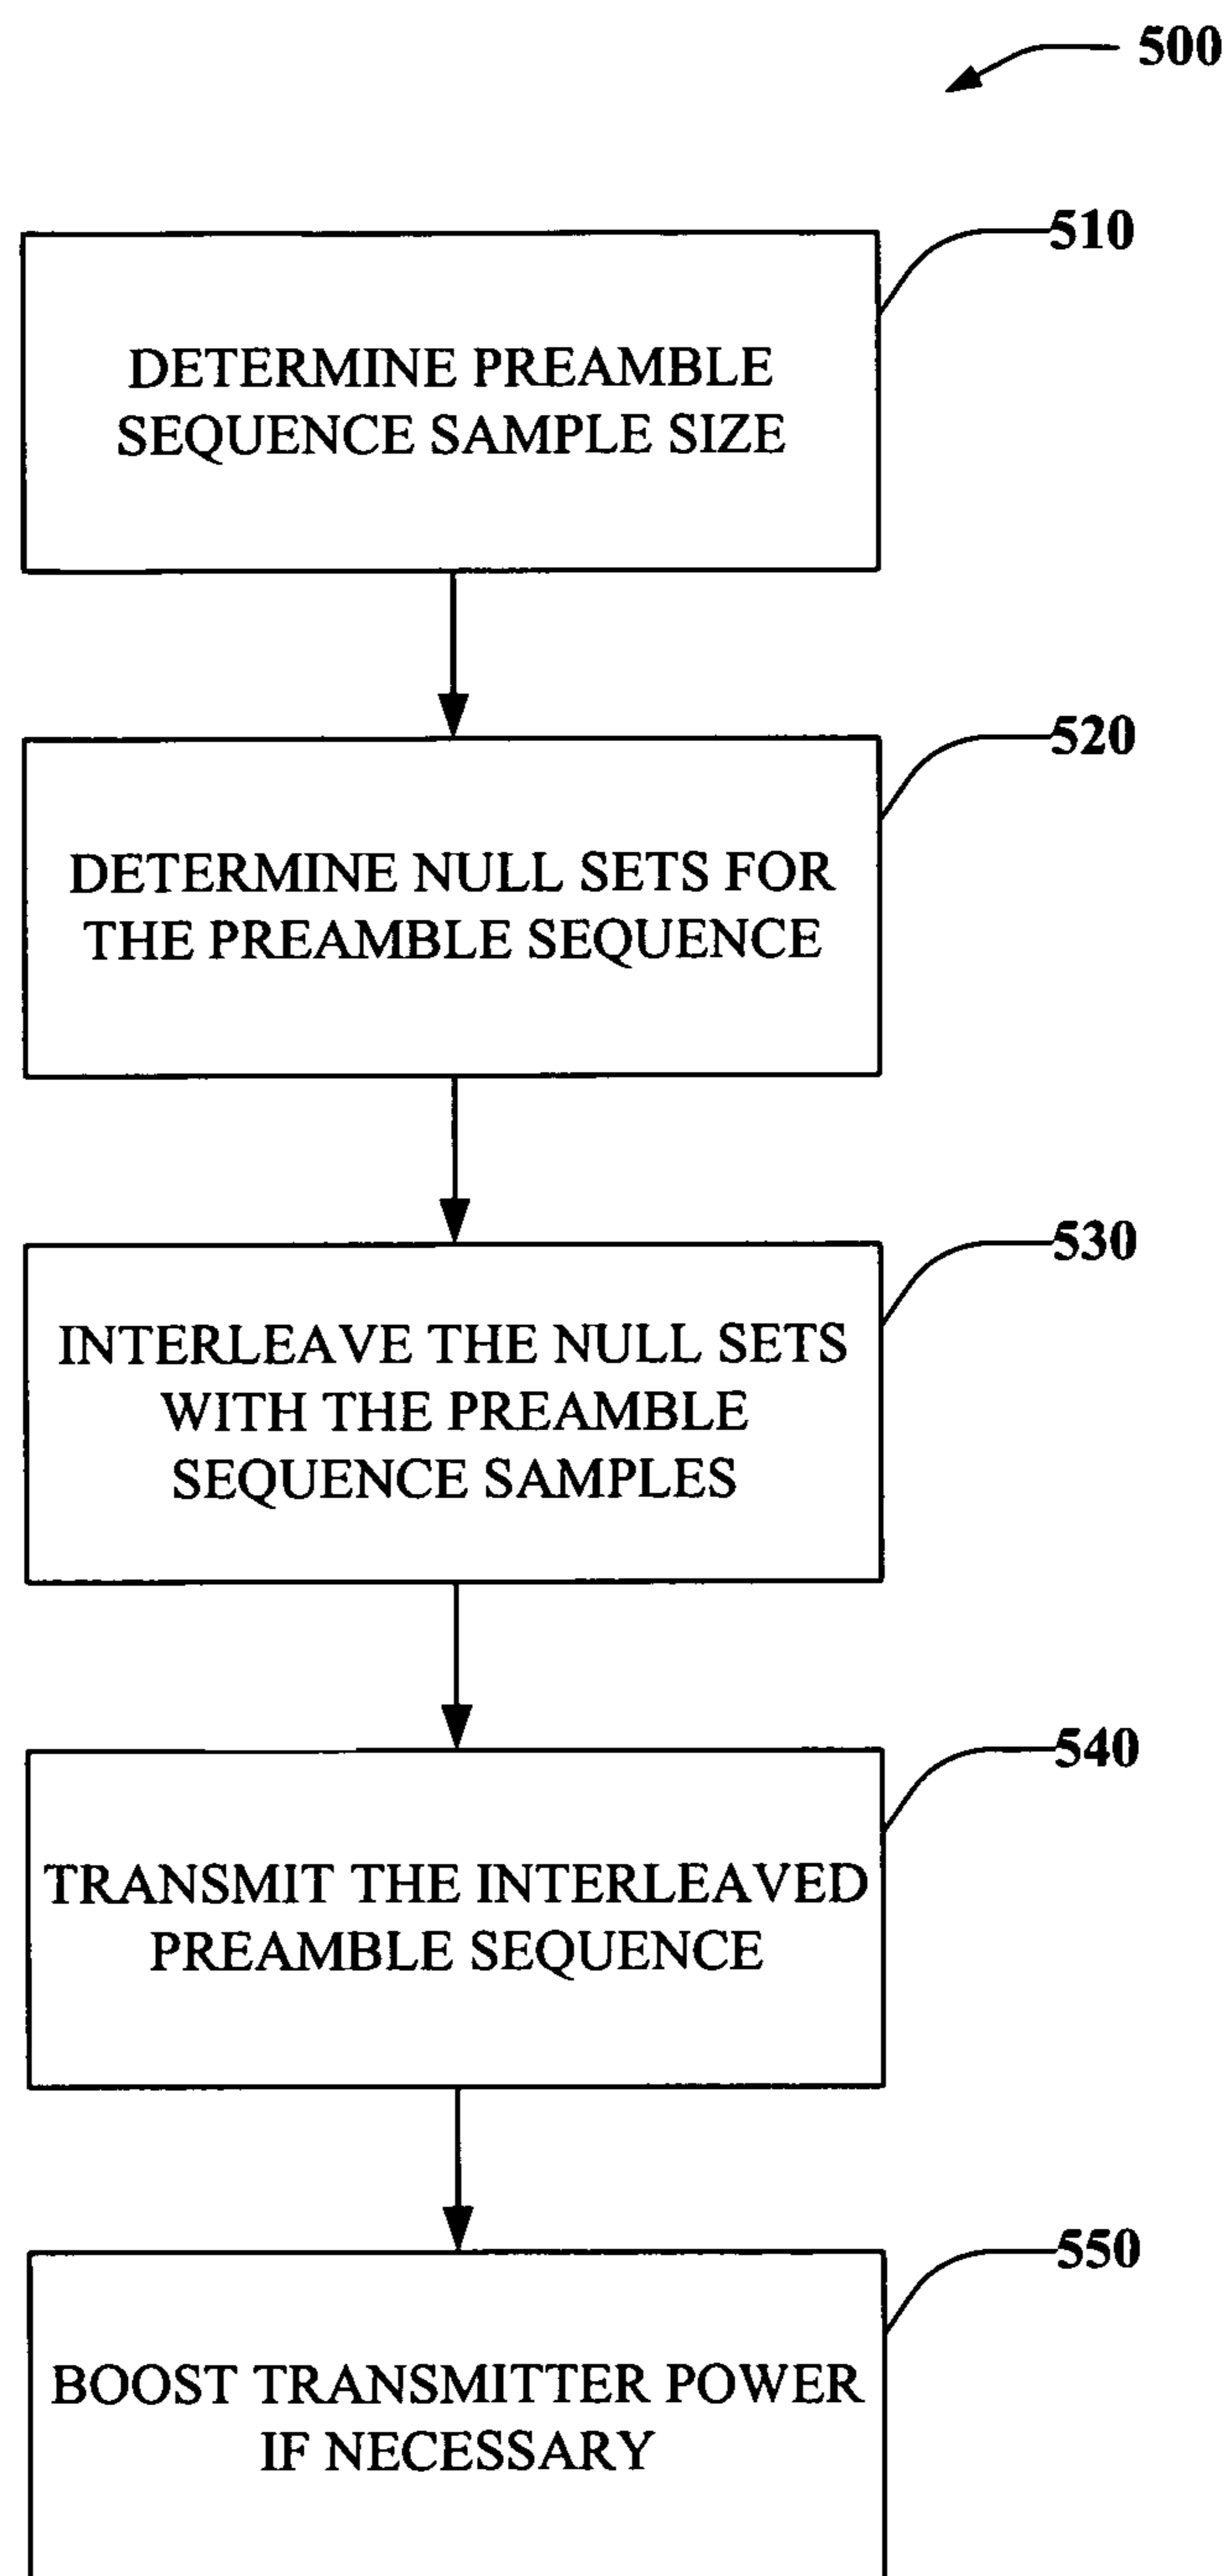 500
510
DETERMINE PREAMBLE
SEQUENCE SAMPLE SIZE
520
DETERMINE NULL SETS FOR
THE PREAMBLE SEQUENCE
530
INTERLEAVE THE NULL SETS
WITH THE PREAMBLE
SEQUENCE SAMPLES
540
TRANSMIT THE INTERLEAVED
PREAMBLE SEQUENCE
550
BOOST TRANSMITTER POWER
IF NECESSARY